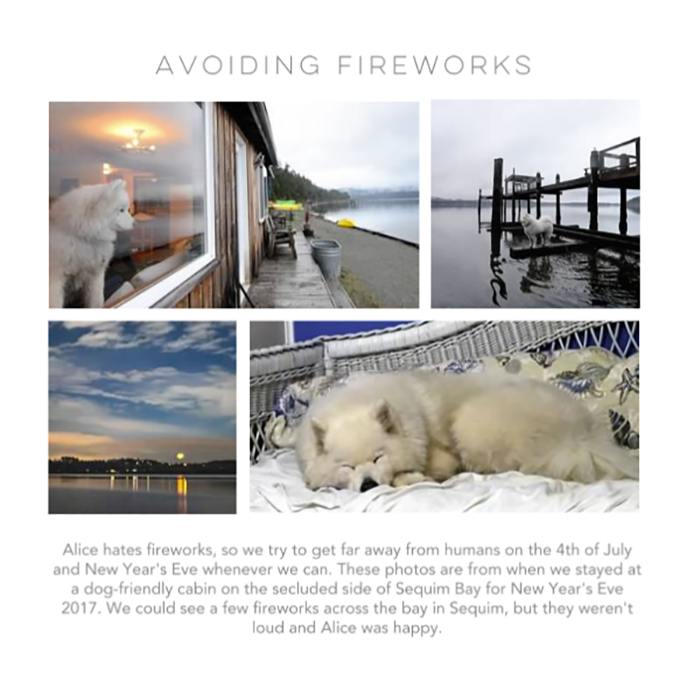 AVOIDING FIREWORKS
Alice hates fireworks, so we try to get far away from humans on the 4th of July
and New Year's Eve whenever we can. These photos are from when we stayed at
a dog-friendly cabin on the secluded side of Sequim Bay for New Year's Eve
2017. We could see a few fireworks across the bay in Sequim, but they weren't
loud and Alice was happy.